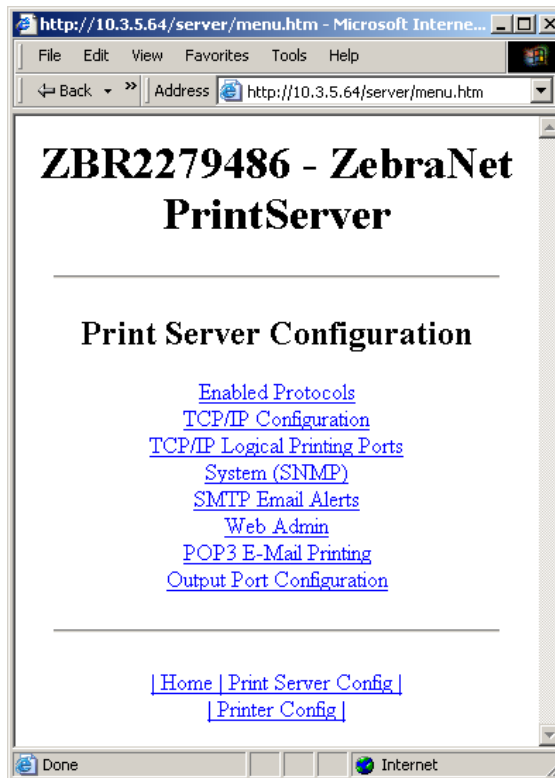 http://10.3.5.64/server/menu.htm - Microsoft Interne...
File Edit View Favorites Tools Help
Back » Address http://10.3.5.64/server/menu.htm
ZBR2279486 - ZebraNet
PrintServer
Print Server Configuration
Enabled Protocols
TCP/IP Configuration
TCP/IP Logical Printing Ports
System (SNMP)
SMTP Email Alerts
Web Admin
POP3 E-Mail Printing
Output Port Configuration
| Home | Print Server Config |
| Printer Config |
Done Internet